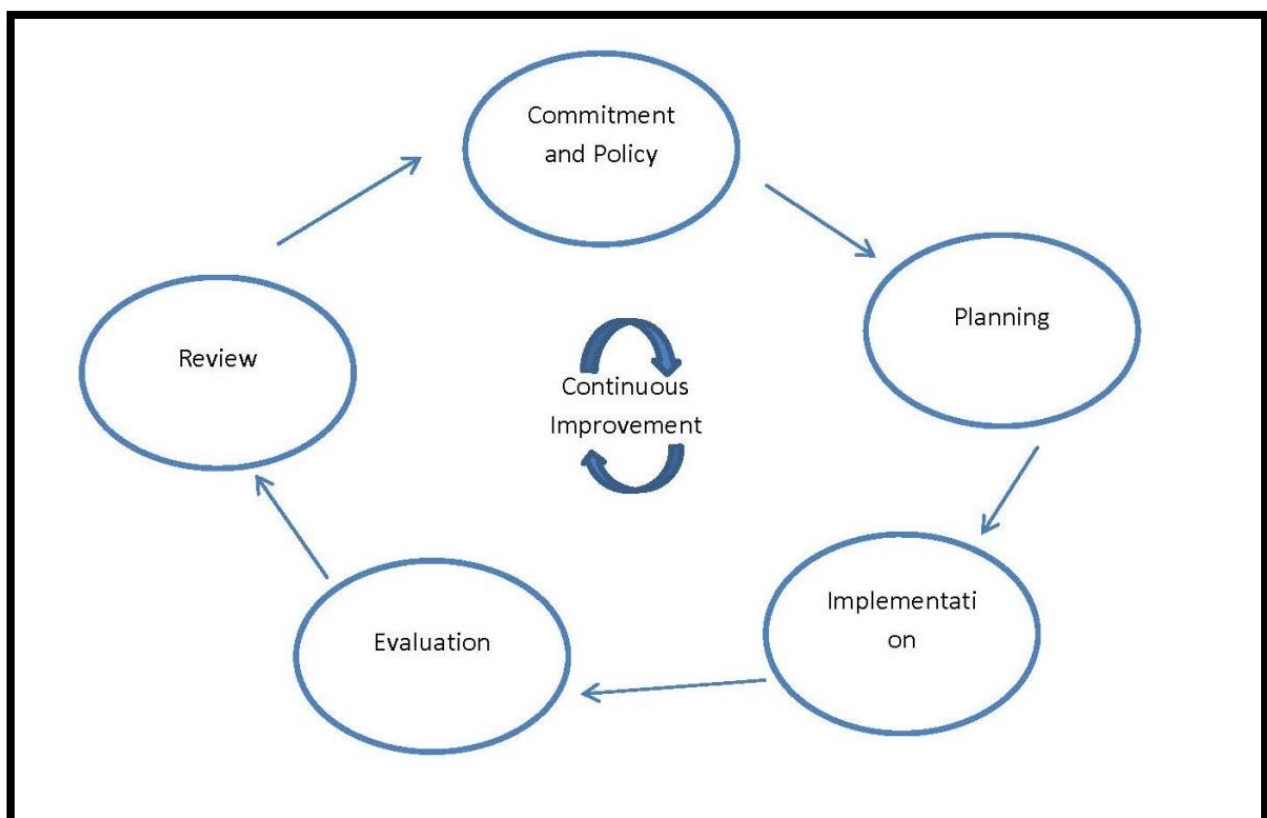 Commitment
and Policy
Planning
Implementati
on
Evaluation
Review
Continuous
Improvement